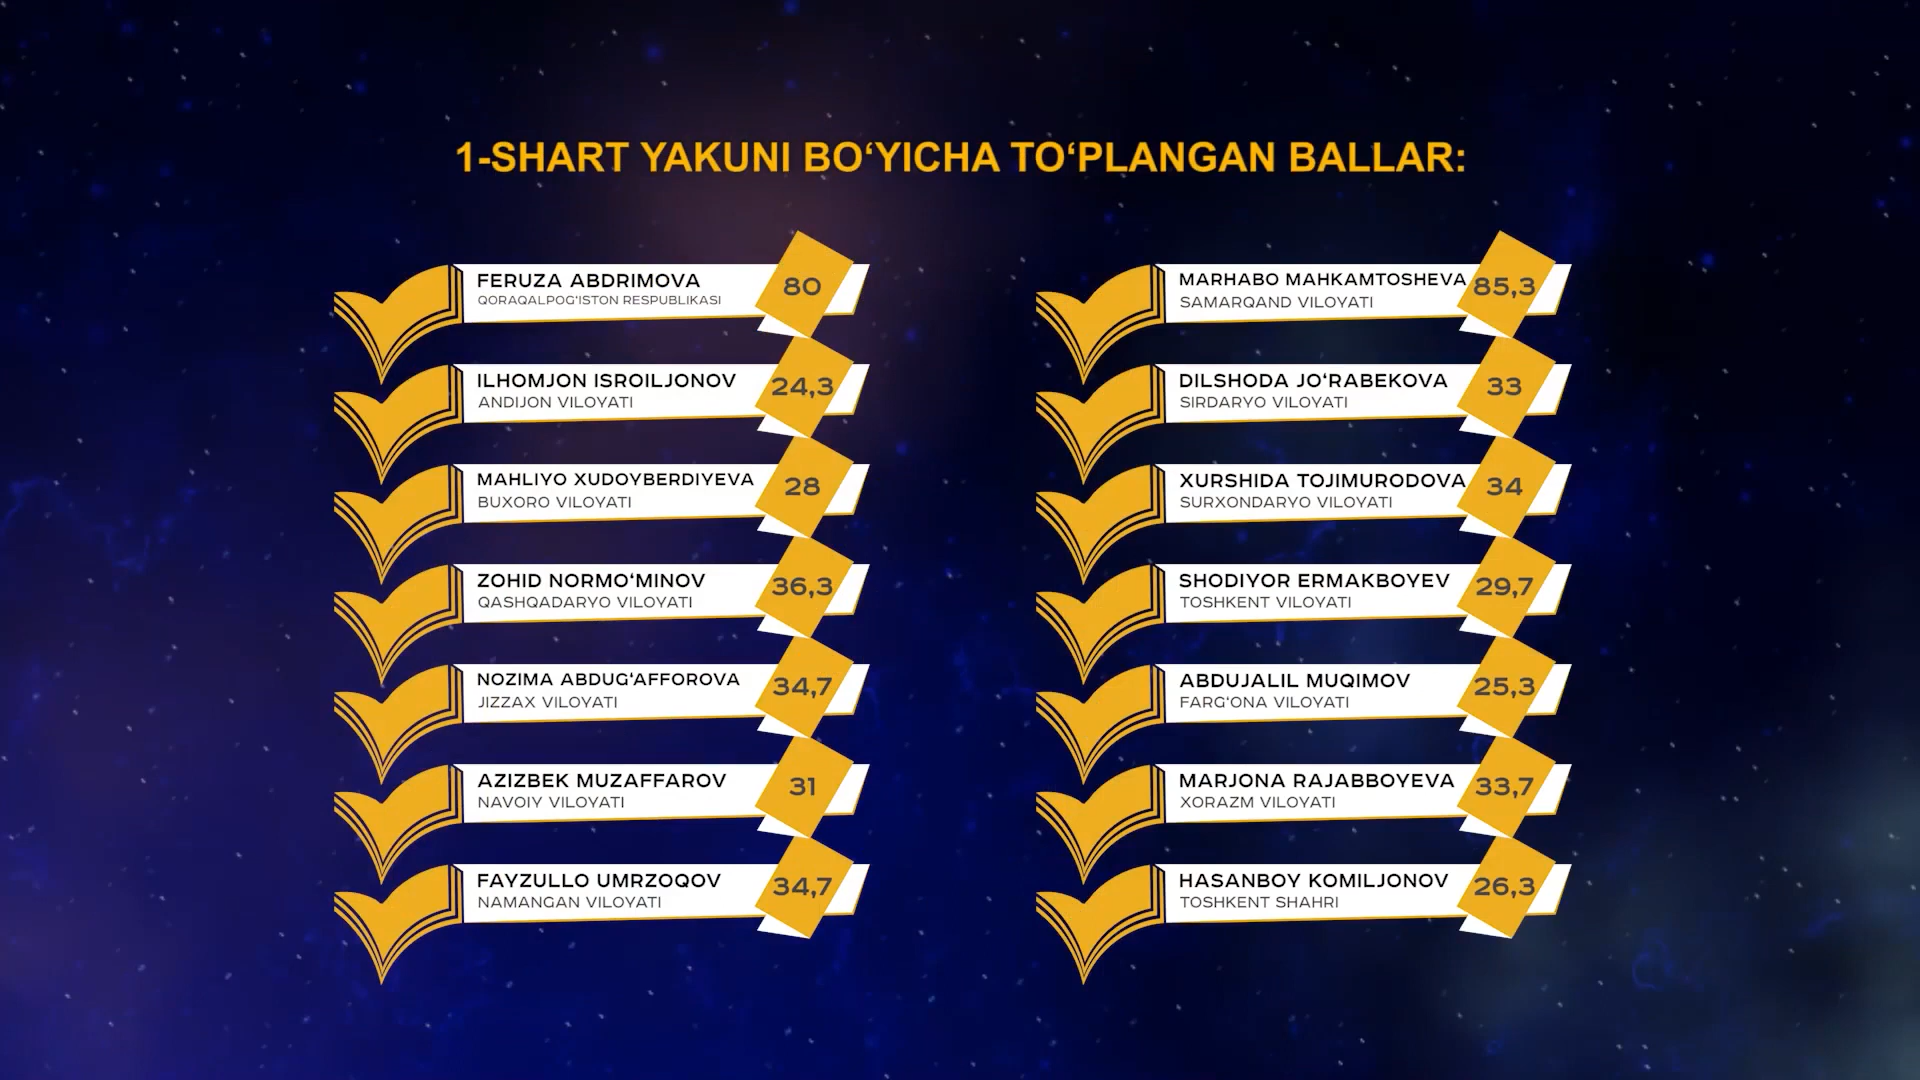 1-SHART YAKUNI BO‘YICHA TO‘PLANGAN BALLAR:
FERUZA ABDRIMOVA
QORAQALPOG‘ISTON RESPUBLIKASI
80
ILHOMJON ISROILJONOV
ANDIJON VILOYATI
24,3
MAHLIYO XUDOYBERDIYEVA
BUXORO VILOYATI
28
ZOHID NORMO‘MINOV
QASHQADARYO VILOYATI
36,3
NOZIMA ABDUG‘AFFOROVA
JIZZAX VILOYATI
34,7
AZIZBEK MUZAFFAROV
NAVOIY VILOYATI
31
FAYZULLO UMRZOQOV
NAMANGAN VILOYATI
34,7
MARHABO MAHKAMTOSHEVA
SAMARQAND VILOYATI
85,3
DILSHODA JO‘RABEKOVA
SIRDARYO VILOYATI
33
XURSHIDA TOJIMURODOVA
SURXONDARYO VILOYATI
34
SHODIYOR ERMAKBOYEV
TOSHKENT VILOYATI
29,7
ABDUJALIL MUQIMOV
FARG‘ONA VILOYATI
25,3
MARJONA RAJABBOYEVA
XORAZM VILOYATI
33,7
HASANBOY KOMILJONOV
TOSHKENT SHAHRI
26,3